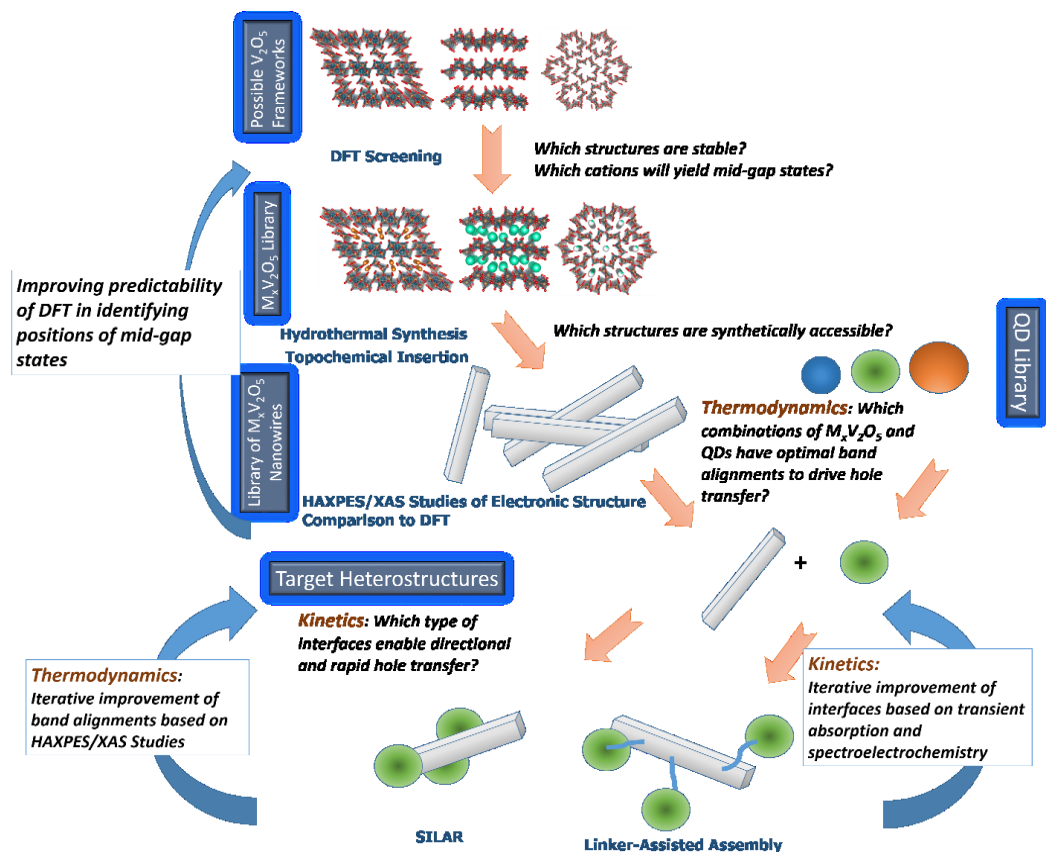 Possible V₂O₅
Frameworks
DFT Screening
Which structures are stable?
Which cations will yield mid-gap states?
MₓV₂O₅ Library
Improving predictability
of DFT in identifying
positions of mid-gap
states
Hydrothermal Synthesis
Topochemical Insertion
Which structures are synthetically accessible?
QD Library
Library of MₓV₂O₅
Nanowires
Thermodynamics: Which
combinations of MₓV₂O₅ and
QDs have optimal band
alignments to drive hole
transfer?
HAXPES/XAS Studies of Electronic Structure
Comparison to DFT
+
Target Heterostructures
Kinetics: Which type of
interfaces enable directional
and rapid hole transfer?
Thermodynamics:
Iterative improvement of
band alignments based on
HAXPES/XAS Studies
Kinetics:
Iterative improvement of
interfaces based on transient
absorption and
spectroelectrochemistry
SILAR
Linker-Assisted Assembly